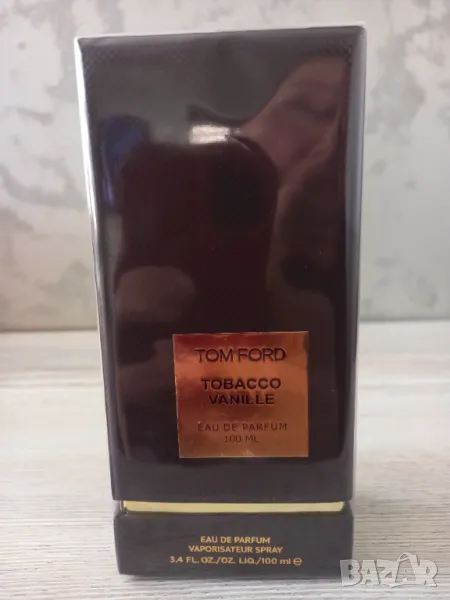 TOM FORD
TOBACCO
VANILLE
EAU DE PARFUM
100 ML
EAU DE PARFUM
VAPORISATEUR SPRAY
3.4 FL. OZ./OZ. LIQ./100 ml ℮
BAZAR